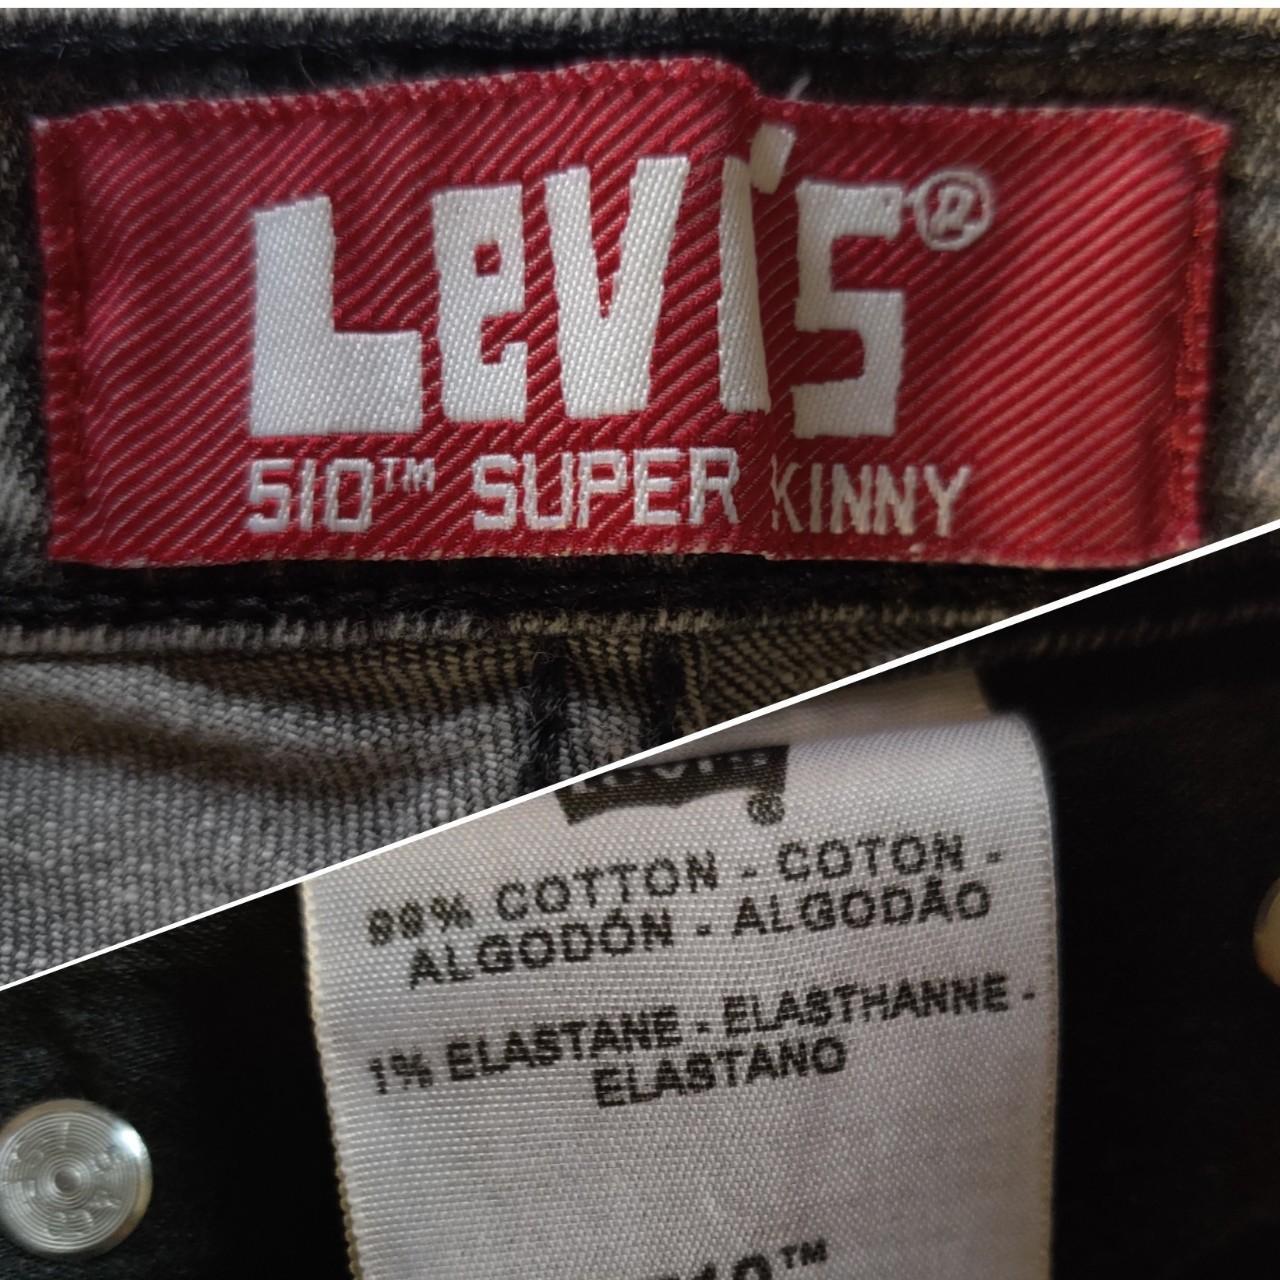 Levi's®
510™ SUPER KINNY
®
99% COTTON - COTON -
ALGODÓN - ALGODÃO
1% ELASTANE - ELASTHANNE -
ELASTANO